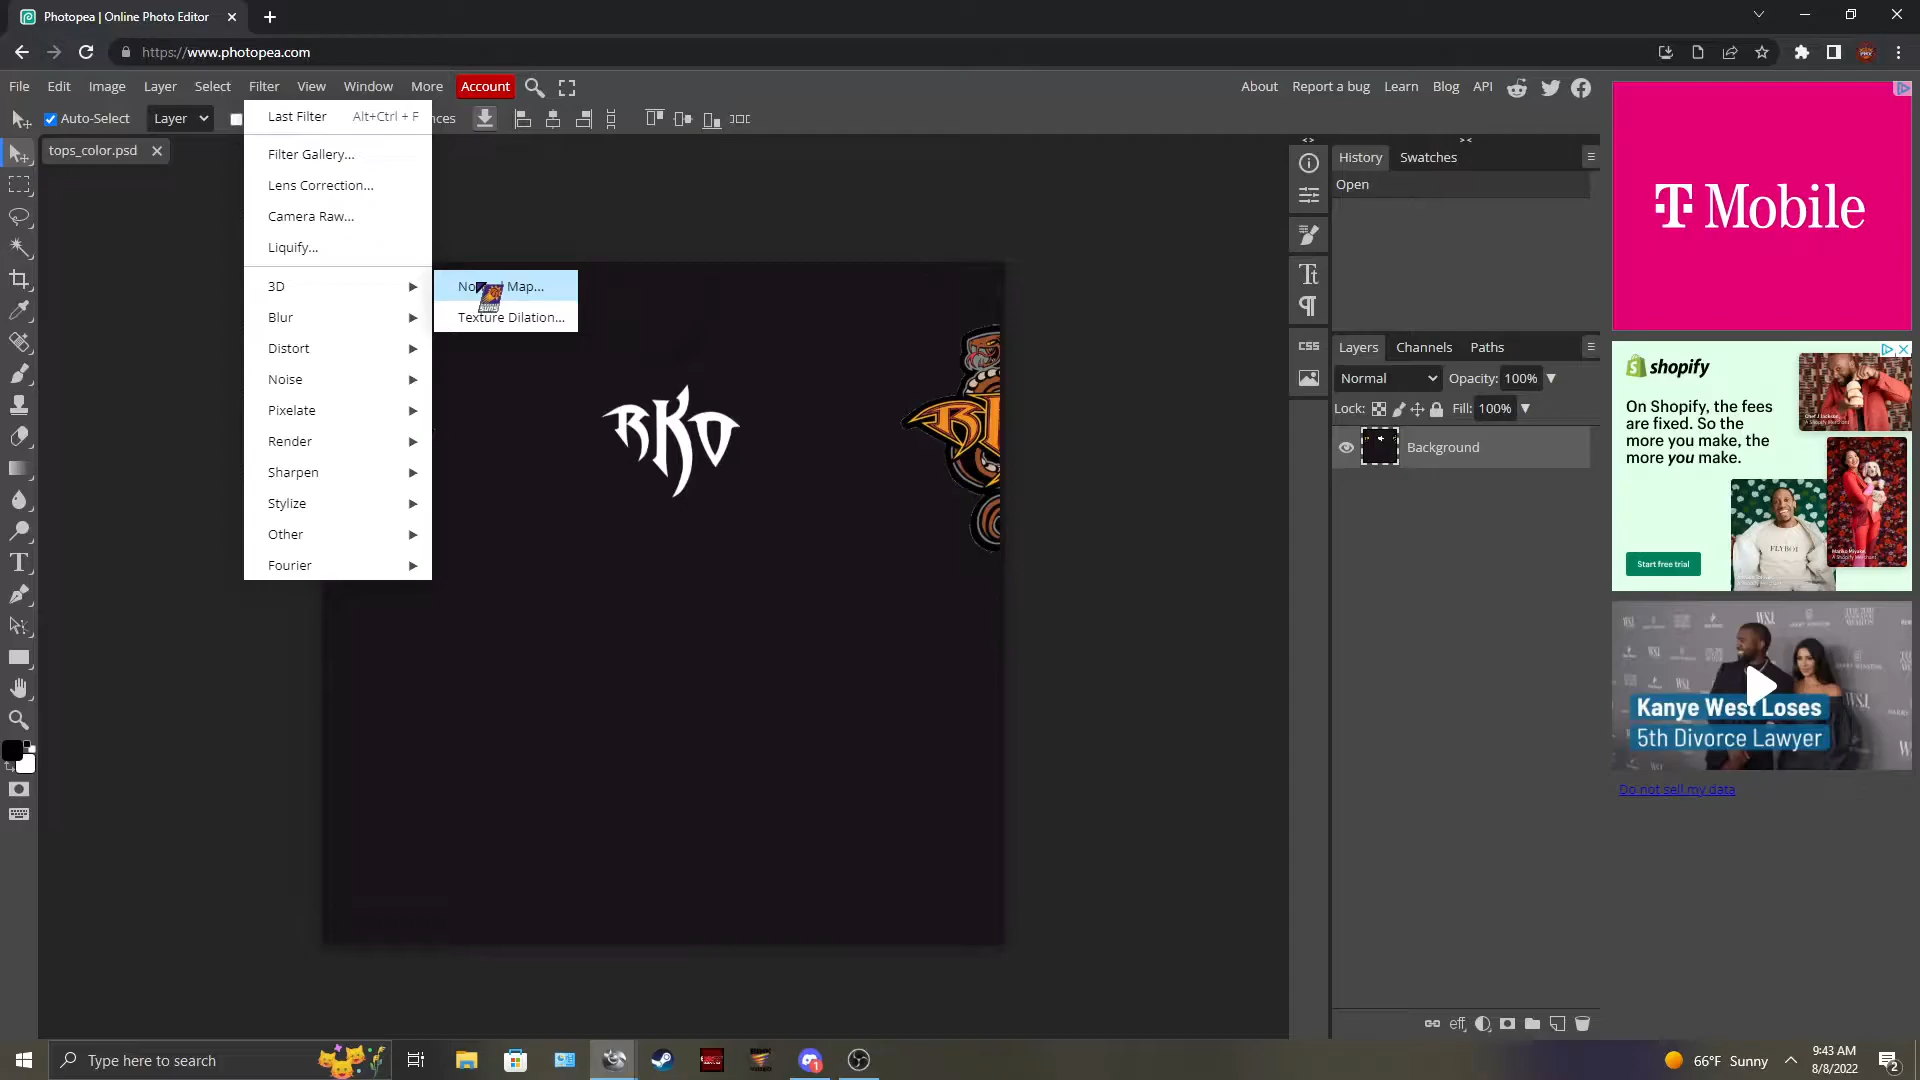 Photopea | Online Photo Editor
https://www.photopea.com
File Edit Image Layer Select Filter View Window More Account
About Report a bug Learn Blog API
Auto-Select Layer
nces
tops_color.psd
Last Filter Alt+Ctrl + F
Filter Gallery...
Lens Correction...
Camera Raw...
Liquify...
3D
Blur
Distort
Noise
Pixelate
Render
Sharpen
Stylize
Other
Fourier
Map...
Texture Dilation...
RKO
History Swatches
Open
CSS
Layers Channels Paths
Normal Opacity: 100%
Lock: Fill: 100%
Background
eff
T Mobile
shopify
On Shopify, the fees
are fixed. So the
more you make, the
more you make.
Start free trial
WSJ
Kanye West Loses
5th Divorce Lawyer
Do not sell my data
Type here to search
1
66°F Sunny
9:43 AM
8/8/2022
2